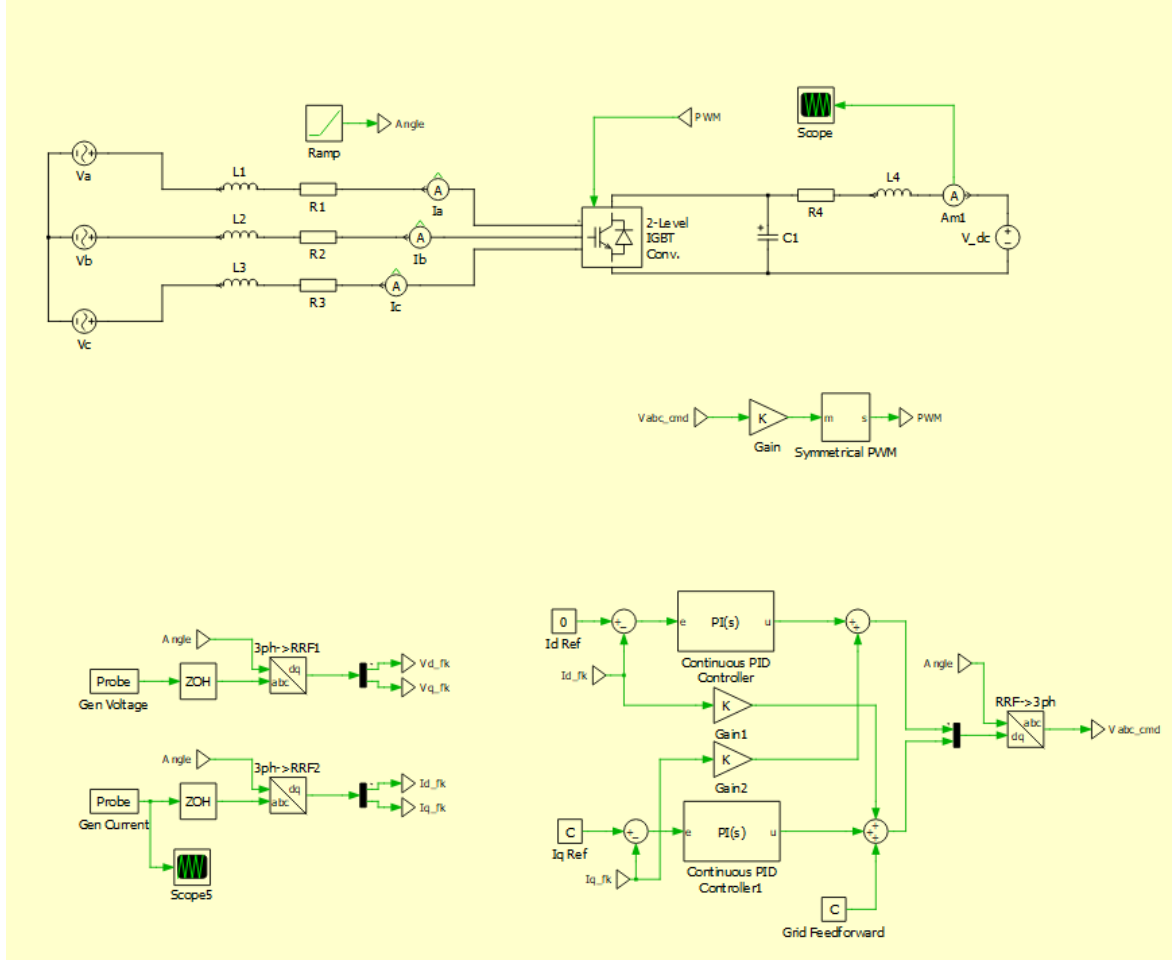 Va
Vb
Vc
Ramp
Angle
L1
R1
Ia
L2
R2
Ib
L3
R3
Ic
PWM
2-Level
IGBT
Conv.
Scope
C1
R4
L4
A
Am1
V_dc
A
A
A
Vabc_cmd
K
Gain
m
s
Symmetrical PWM
PWM
Angle
3ph->RRF1
dq
abc
Probe
Gen Voltage
ZOH
Vd_fk
Vq_fk
Angle
3ph->RRF2
dq
abc
Probe
Gen Current
ZOH
Id_fk
Iq_fk
Scope5
0
Id Ref
Id_fk
e
PI(s)
u
Continuous PID
Controller
K
Gain1
K
Gain2
C
Iq Ref
Iq_fk
e
PI(s)
u
Continuous PID
Controller1
C
Grid Feedforward
Angle
RRF->3ph
abc
dq
Vabc_cmd